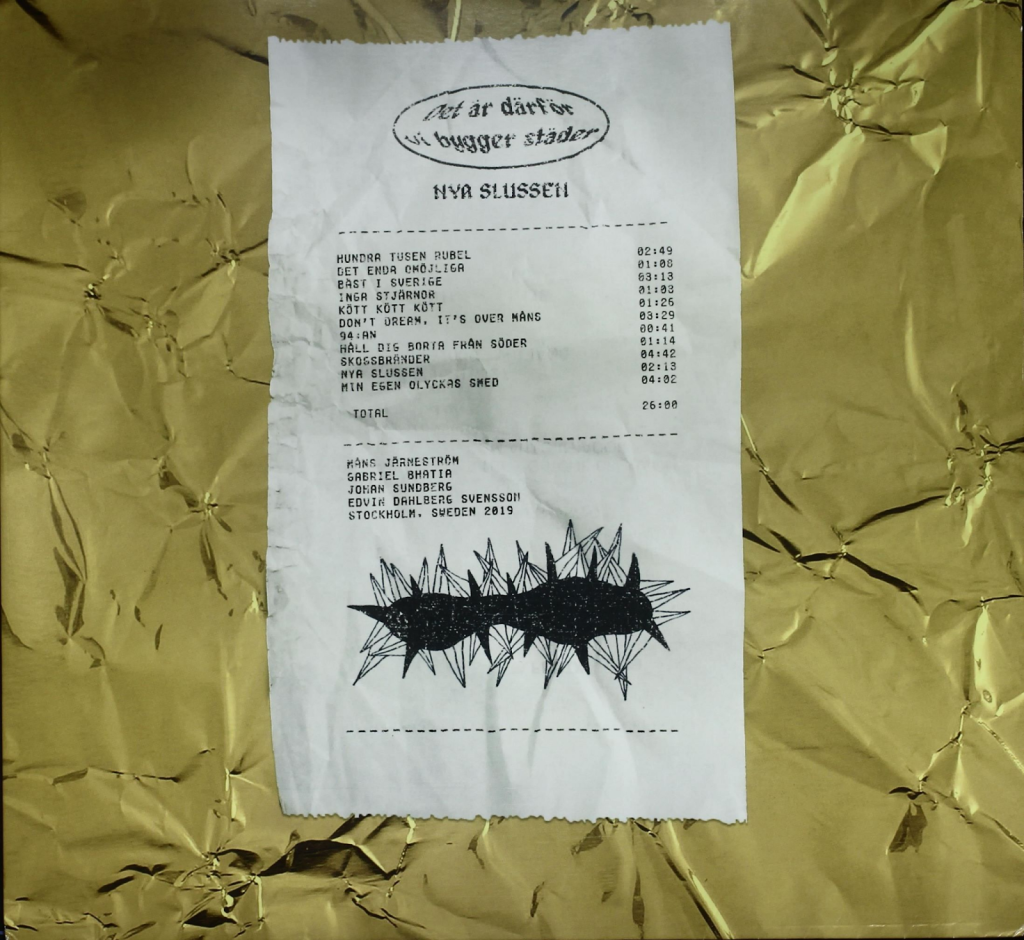 Det är därför
vi bygger städer
NYA SLUSSEN
HUNDRA TUSEN RUBEL 02:49
DET ENDA OMÖJLIGA 01:08
BÄST I SVERIGE 03:13
INGA STJÄRNOR 01:03
KÖTT KÖTT KÖTT 01:26
DON'T DREAM, IT'S OVER MÅNS 03:29
94:AN 00:41
HÅLL DIG BORTA FRÅN SÖDER 01:14
SKOGSBRÄNDER 04:42
NYA SLUSSEN 02:13
MIN EGEN OLYCKAS SMED 04:02
TOTAL 26:00
MÅNS JÄRNESTRÖM
GABRIEL BHATIA
JOHAN SUNDBERG
EDVIN DAHLBERG SVENSSON
STOCKHOLM, SWEDEN 2019